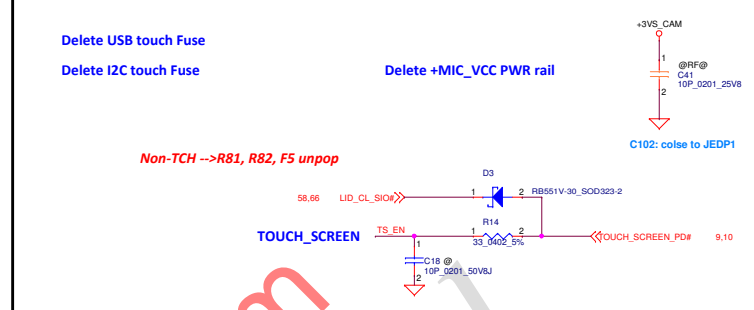 +3VS_CAM
Delete USB touch Fuse
Delete I2C touch Fuse
Delete +MIC_VCC PWR rail
1
@RF@
C41
10P_0201_25V8
2
C102: colse to JEDP1
Non-TCH -->R81, R82, F5 unpop
D3
58,66 LID_CL_SIO# 1 2 RB551V-30_SOD323-2
R14
TOUCH_SCREEN TS_EN 1 2 TOUCH_SCREEN_PD# 9,10
33_0402_5%
1
C18 @
10P_0201_50V8J
2